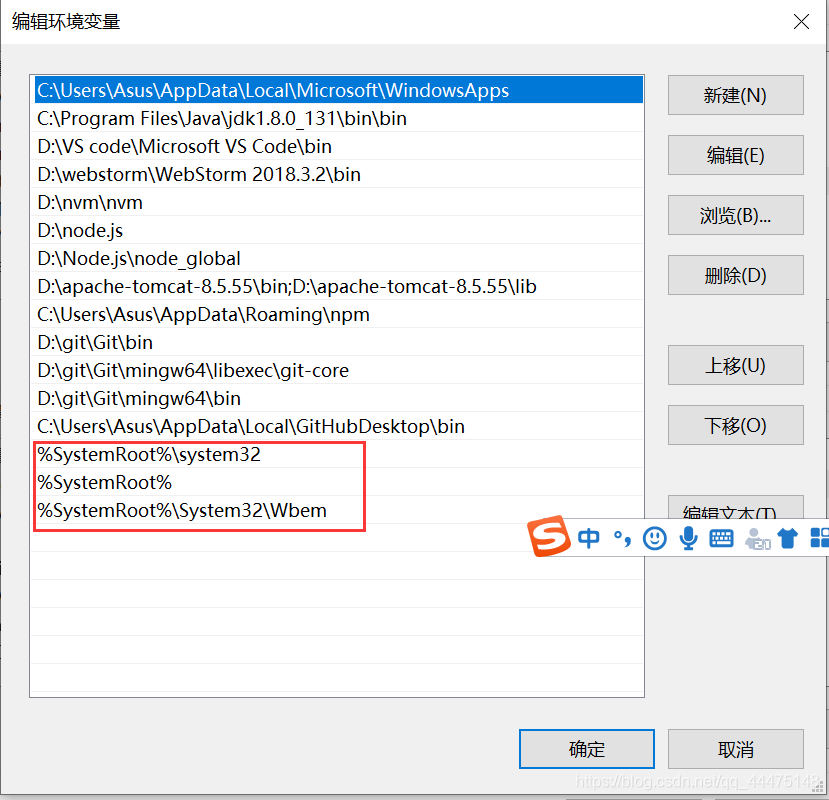 编辑环境变量
C:\Users\Asus\AppData\Local\Microsoft\WindowsApps
新建(N)
C:\Program Files\Java\jdk1.8.0_131\bin\bin
D:\VS code\Microsoft VS Code\bin
编辑(E)
D:\webstorm\WebStorm 2018.3.2\bin
D:\nvm\nvm
浏览(B)...
D:\node.js
D:\Node.js\node_global
删除(D)
D:\apache-tomcat-8.5.55\bin;D:\apache-tomcat-8.5.55\lib
C:\Users\Asus\AppData\Roaming\npm
D:\git\Git\bin
上移(U)
D:\git\Git\mingw64\libexec\git-core
D:\git\Git\mingw64\bin
下移(O)
C:\Users\Asus\AppData\Local\GitHubDesktop\bin
%SystemRoot%\system32
%SystemRoot%
%SystemRoot%\System32\Wbem
编辑文本(T)
S 中 °,
20
确定
取消
https://blog.csdn.net/qq_44475148